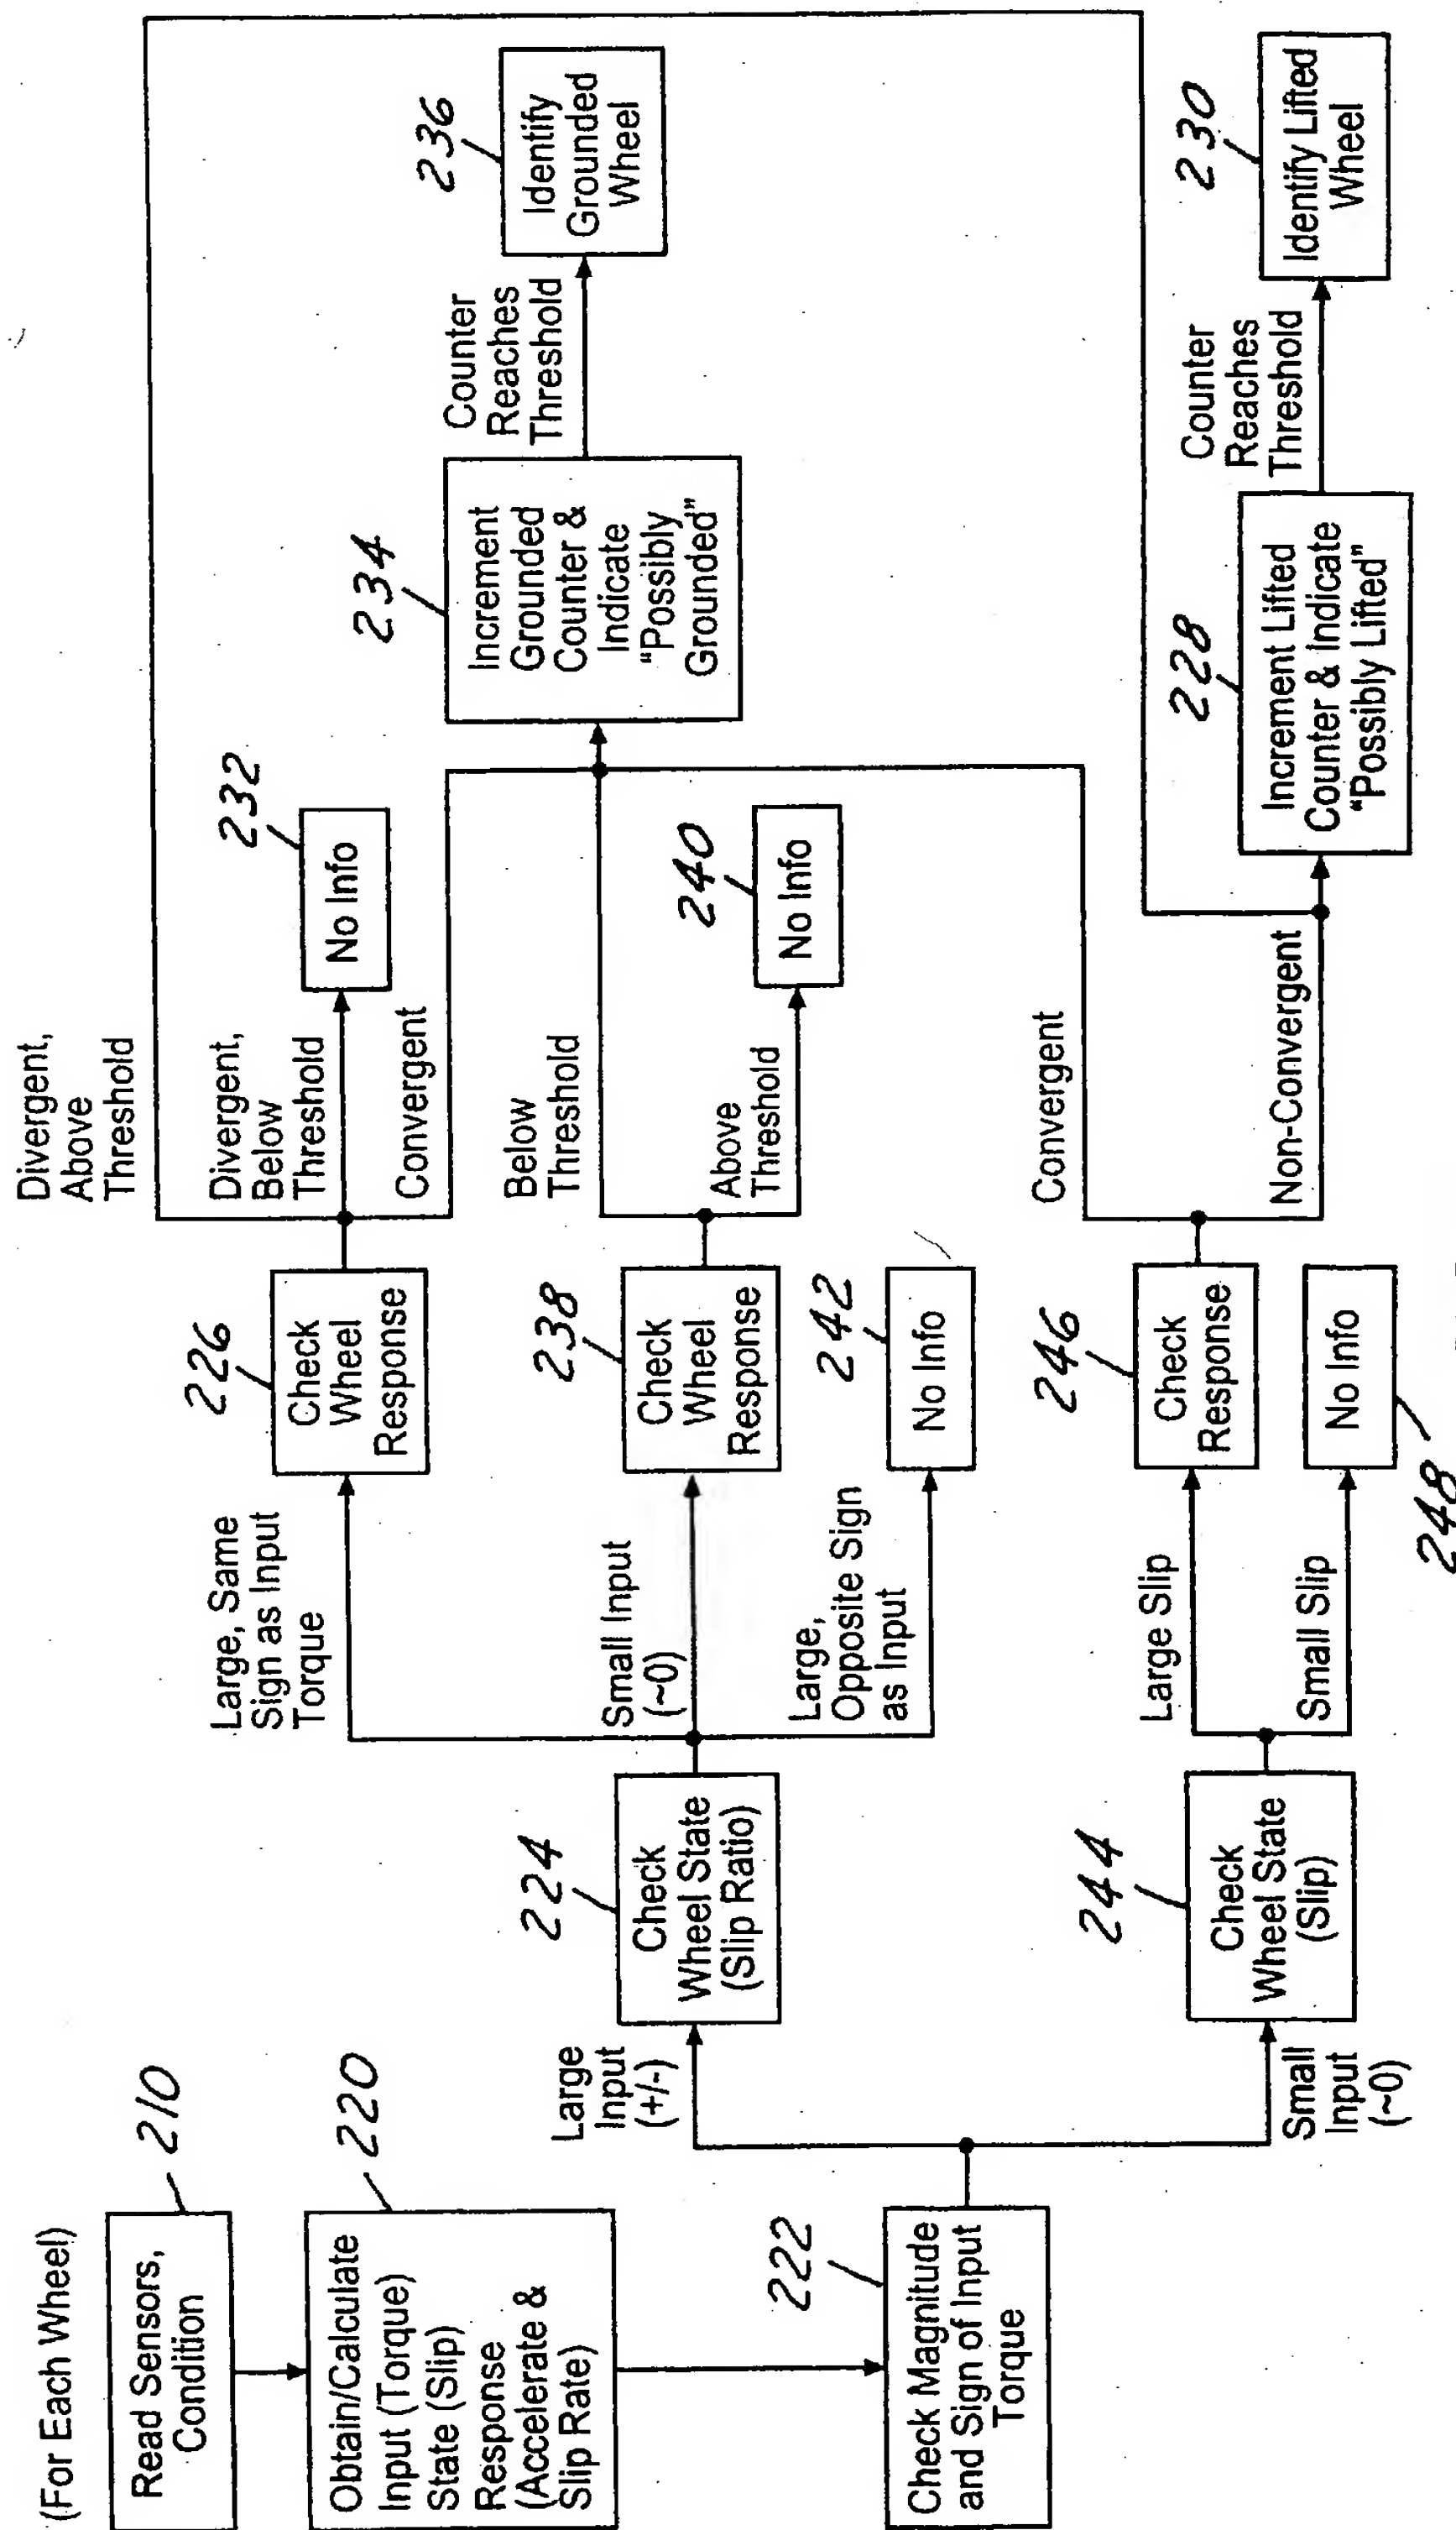 (For Each Wheel)
210
Read Sensors,
Condition
220
Obtain/Calculate
Input (Torque)
State (Slip)
Response
(Accelerate &
Slip Rate)
222
Check Magnitude
and Sign of Input
Torque
Large
Input
(+/-)
Small
Input
(~0)
224
Check
Wheel State
(Slip Ratio)
244
Check
Wheel State
(Slip)
Large, Same
Sign as Input
Torque
Small Input
(~0)
Large,
Opposite Sign
as Input
Large Slip
Small Slip
226
Check
Wheel
Response
238
Check
Wheel
Response
242
No Info
246
Check
Response
248
No Info
Divergent,
Above
Threshold
Divergent,
Below
Threshold
Convergent
Below
Threshold
Above
Threshold
Convergent
Non-Convergent
232
No Info
240
No Info
234
Increment
Grounded
Counter &
Indicate
“Possibly
Grounded”
228
Increment Lifted
Counter & Indicate
“Possibly Lifted”
Counter
Reaches
Threshold
Counter
Reaches
Threshold
236
Identify
Grounded
Wheel
230
Identify Lifted
Wheel